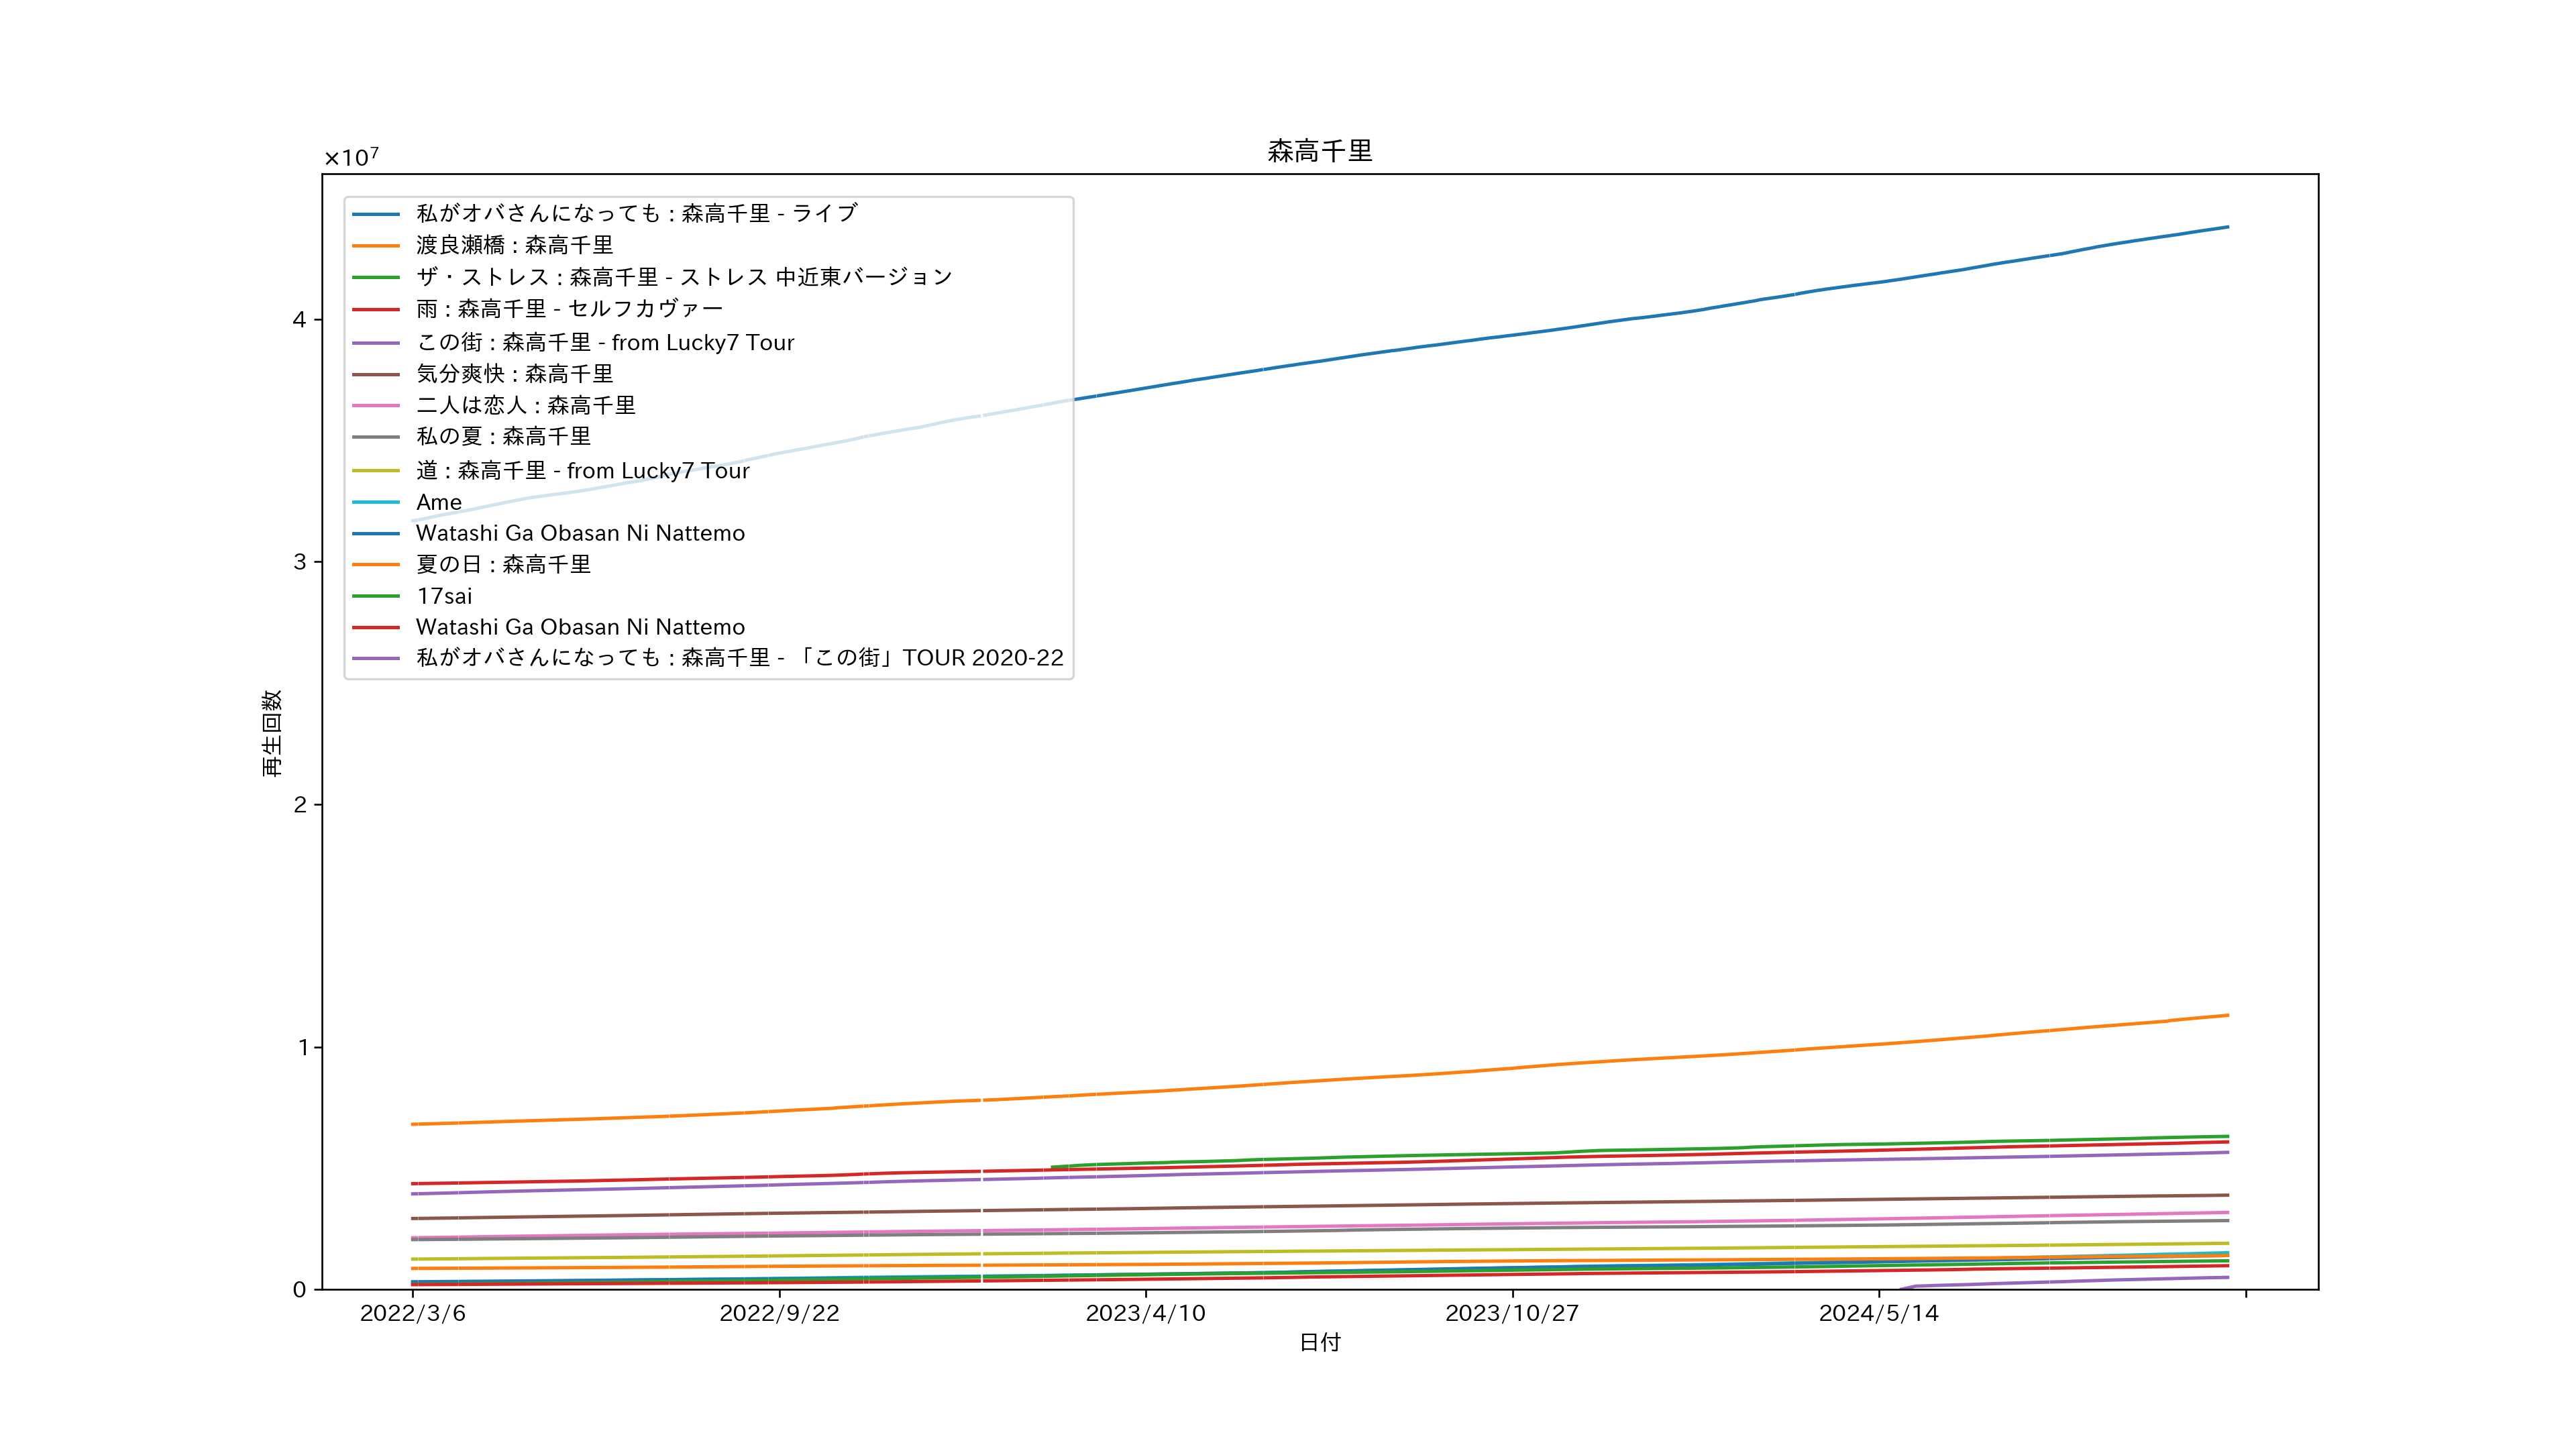 森高千里
×10⁷
私がオバさんになっても : 森高千里 - ライブ
渡良瀬橋 : 森高千里
ザ・ストレス : 森高千里 - ストレス 中近東バージョン
雨 : 森高千里 - セルフカヴァー
この街 : 森高千里 - from Lucky7 Tour
気分爽快 : 森高千里
二人は恋人 : 森高千里
私の夏 : 森高千里
道 : 森高千里 - from Lucky7 Tour
Ame
Watashi Ga Obasan Ni Nattemo
夏の日 : 森高千里
17sai
Watashi Ga Obasan Ni Nattemo
私がオバさんになっても : 森高千里 - 「この街」TOUR 2020-22
4
3
2
1
0
再生回数
2022/3/6
2022/9/22
2023/4/10
2023/10/27
2024/5/14
日付